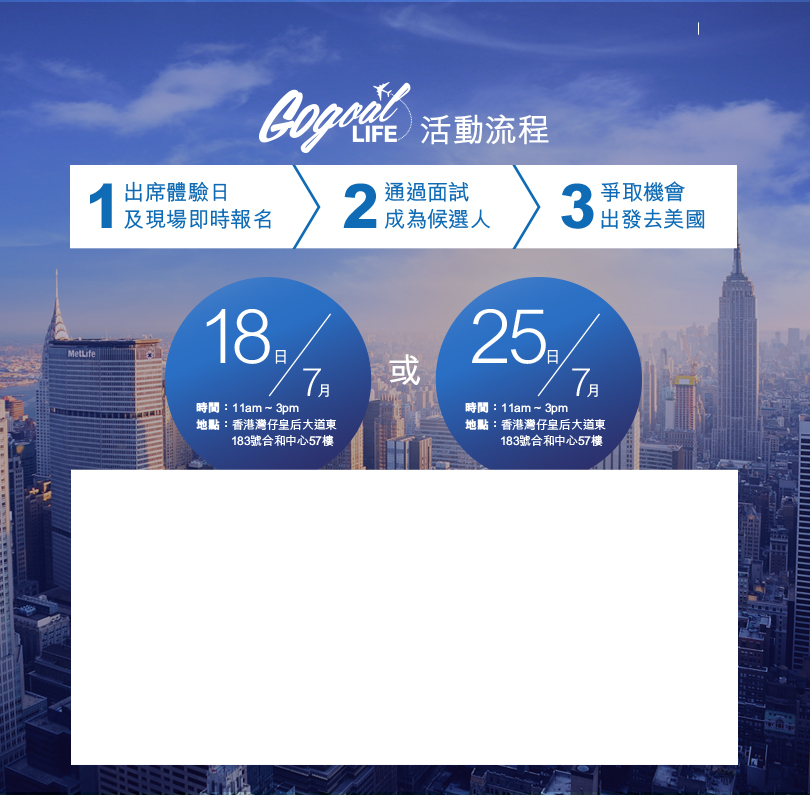 Gogoal
LIFE 活動流程
1 出席體驗日
及現場即時報名
2 通過面試
成為候選人
3 爭取機會
出發去美國
MetLife
18日/7月
時間：11am ~ 3pm
地點：香港灣仔皇后大道東
183號合和中心57樓
或
25日/7月
時間：11am ~ 3pm
地點：香港灣仔皇后大道東
183號合和中心57樓